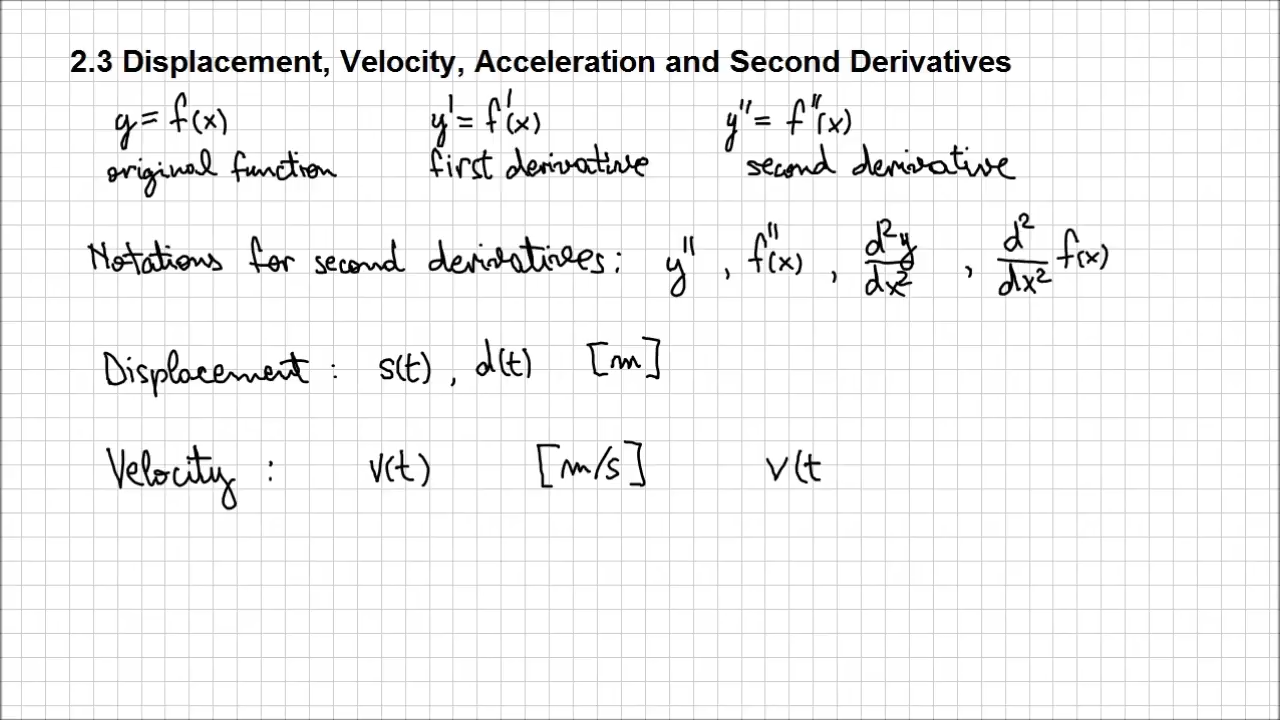 2.3 Displacement, Velocity, Acceleration and Second Derivatives
y = f(x) y' = f'(x) y'' = f''(x)
original function first derivative second derivative
Notations for second derivatives: y'' , f''(x) , d²y/dx² , d²/dx² f(x)
Displacement : s(t) , d(t) [m]
Velocity : v(t) [m/s] v(t